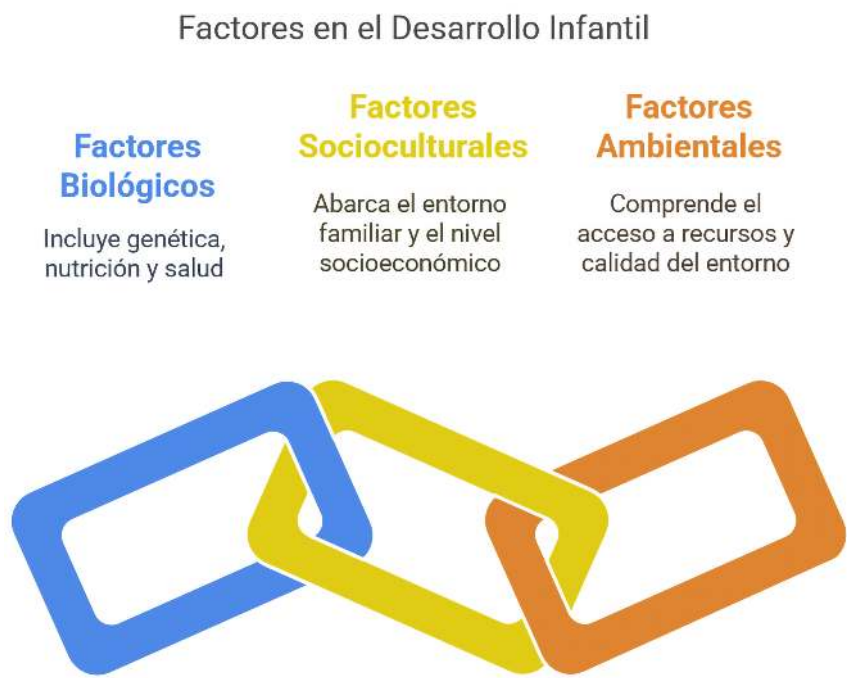 Factores en el Desarrollo Infantil
Factores
Biológicos
Incluye genética,
nutrición y salud
Factores
Socioculturales
Abarca el entorno
familiar y el nivel
socioeconómico
Factores
Ambientales
Comprende el
acceso a recursos y
calidad del entorno